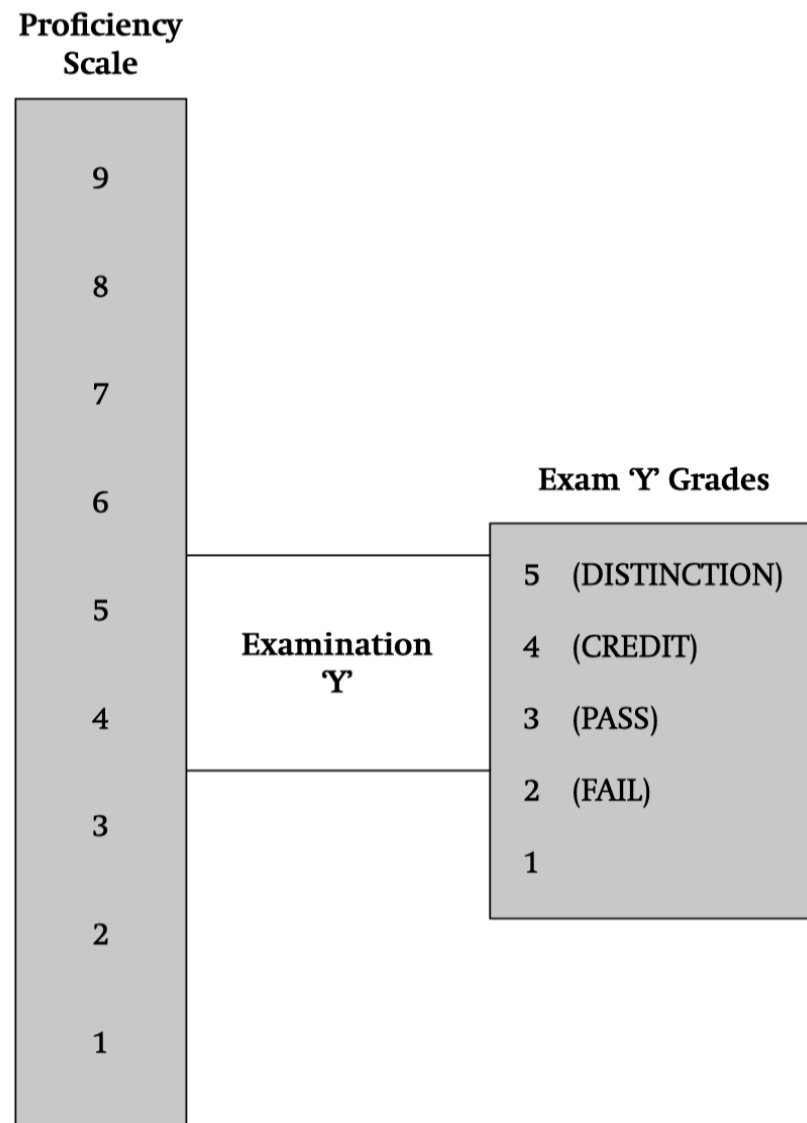 Proficiency
Scale
9
8
7
6
5
4
3
2
1
Examination
‘Y’
Exam ‘Y’ Grades
5 (DISTINCTION)
4 (CREDIT)
3 (PASS)
2 (FAIL)
1